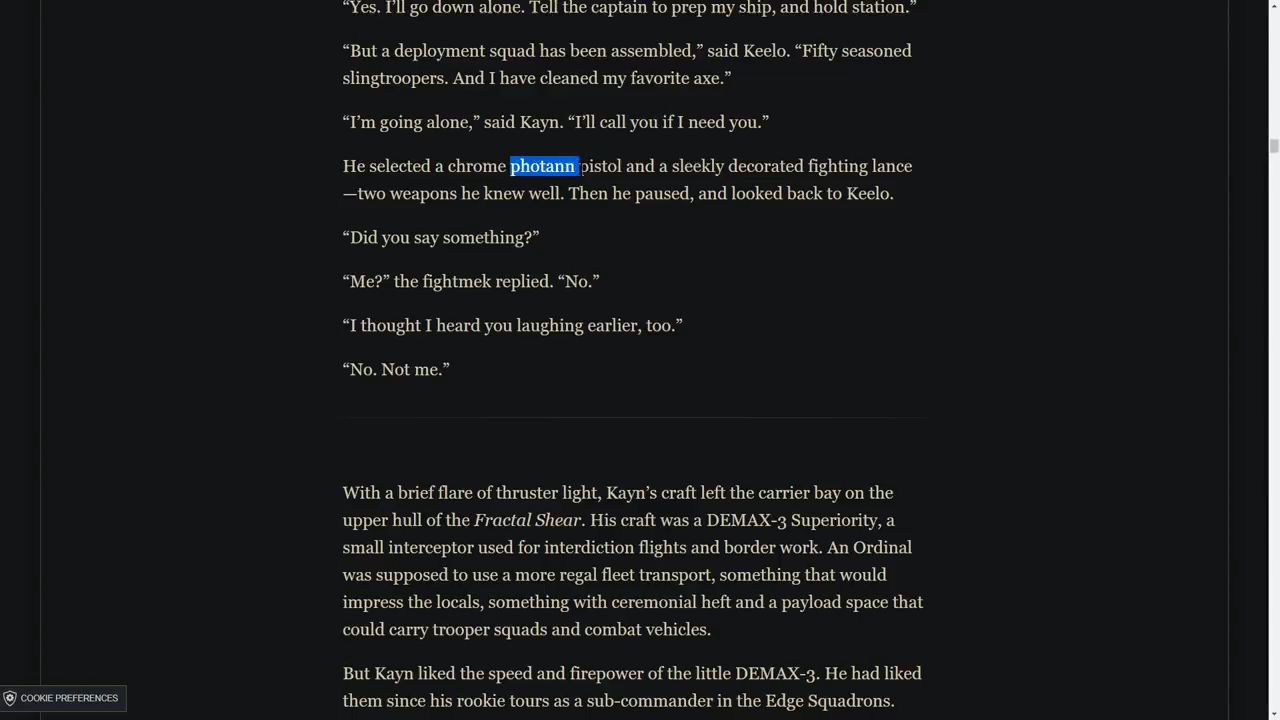 “Yes. I’ll go down alone. Tell the captain to prep my ship, and hold station.”
“But a deployment squad has been assembled,” said Keelo. “Fifty seasoned
slingtroopers. And I have cleaned my favorite axe.”
“I’m going alone,” said Kayn. “I’ll call you if I need you.”
He selected a chrome photann pistol and a sleekly decorated fighting lance
—two weapons he knew well. Then he paused, and looked back to Keelo.
“Did you say something?”
“Me?” the fightmek replied. “No.”
“I thought I heard you laughing earlier, too.”
“No. Not me.”
With a brief flare of thruster light, Kayn’s craft left the carrier bay on the
upper hull of the Fractal Shear. His craft was a DEMAX-3 Superiority, a
small interceptor used for interdiction flights and border work. An Ordinal
was supposed to use a more regal fleet transport, something that would
impress the locals, something with ceremonial heft and a payload space that
could carry trooper squads and combat vehicles.
But Kayn liked the speed and firepower of the little DEMAX-3. He had liked
them since his rookie tours as a sub-commander in the Edge Squadrons.
COOKIE PREFERENCES